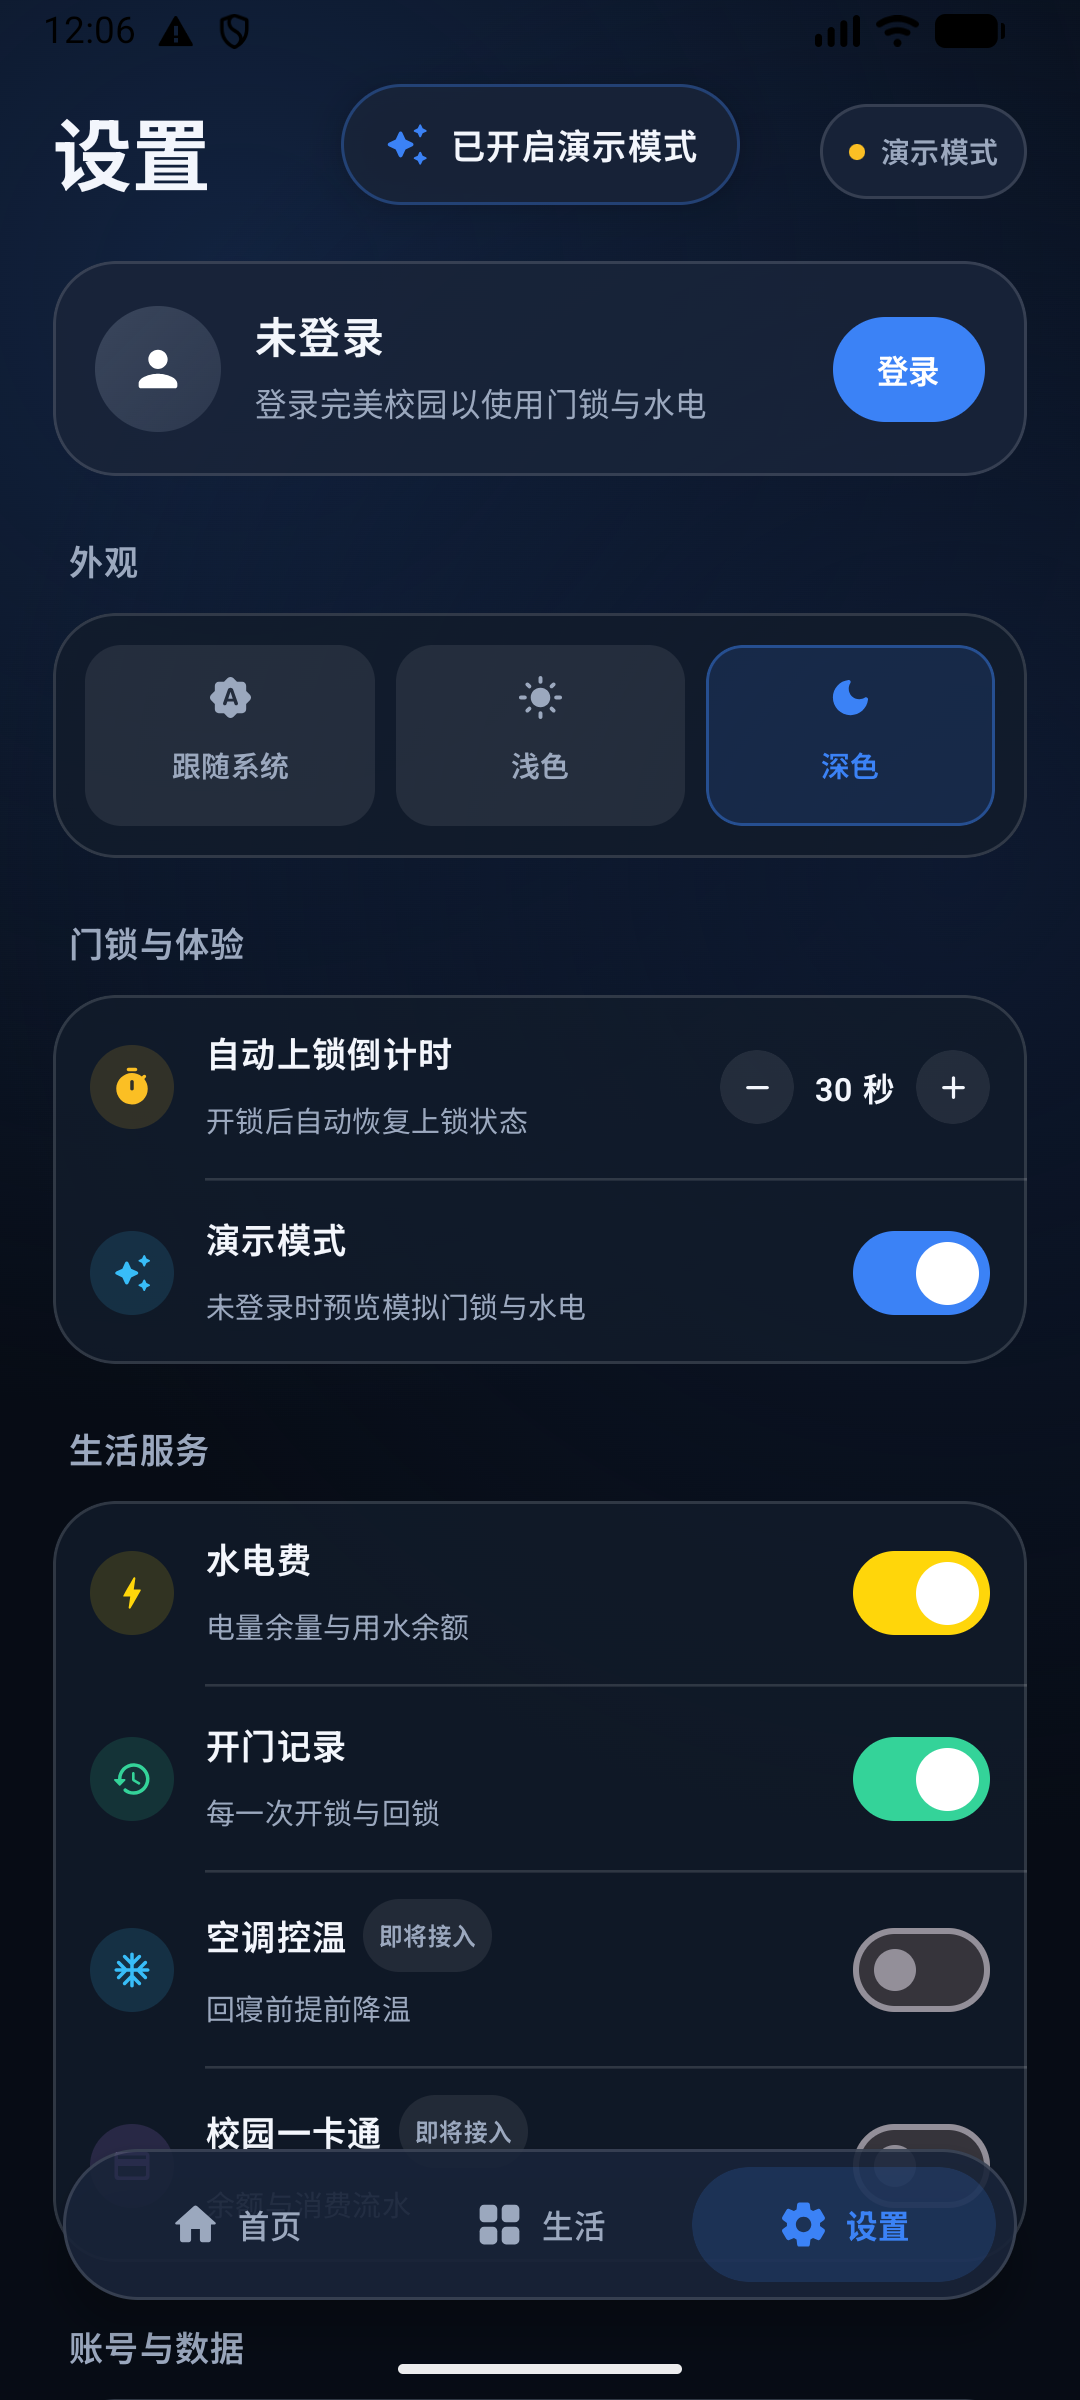 12:06
设置
已开启演示模式
演示模式
未登录
登录完美校园以使用门锁与水电
登录
外观
跟随系统
浅色
深色
门锁与体验
自动上锁倒计时
开锁后自动恢复上锁状态
30 秒
演示模式
未登录时预览模拟门锁与水电
生活服务
水电费
电量余量与用水余额
开门记录
每一次开锁与回锁
空调控温
即将接入
回寝前提前降温
校园一卡通
即将接入
余额与消费流水
首页
生活
设置
账号与数据